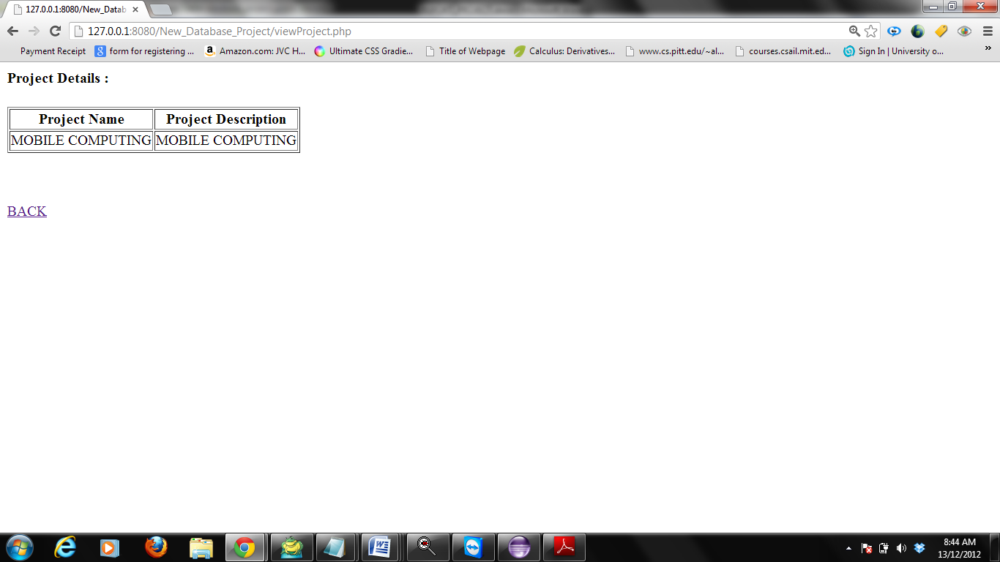 127.0.0.1:8080/New_Datab
127.0.0.1:8080/New_Database_Project/viewProject.php
Payment Receipt form for registering ... Amazon.com: JVC H... Ultimate CSS Gradie... Title of Webpage Calculus: Derivatives... www.cs.pitt.edu/~al... courses.csail.mit.ed... Sign In | University o... »
Project Details :
Project Name Project Description
MOBILE COMPUTING MOBILE COMPUTING
BACK
8:44 AM
13/12/2012